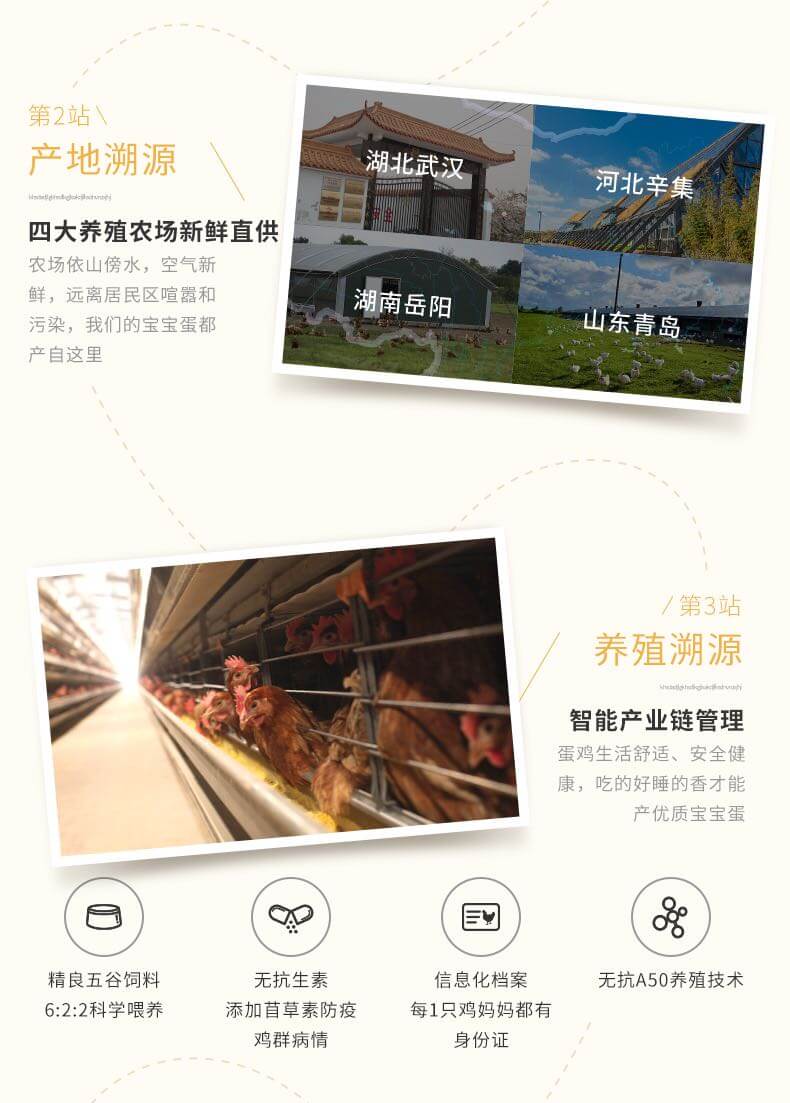 第2站
产地溯源
四大养殖农场新鲜直供
农场依山傍水，空气新
鲜，远离居民区喧嚣和
污染，我们的宝宝蛋都
产自这里
湖北武汉
河北辛集
湖南岳阳
山东青岛
第3站
养殖溯源
智能产业链管理
蛋鸡生活舒适、安全健
康，吃的好睡的香才能
产优质宝宝蛋
精良五谷饲料
6:2:2科学喂养
无抗生素
添加苜草素防疫
鸡群病情
信息化档案
每1只鸡妈妈都有
身份证
无抗A50养殖技术